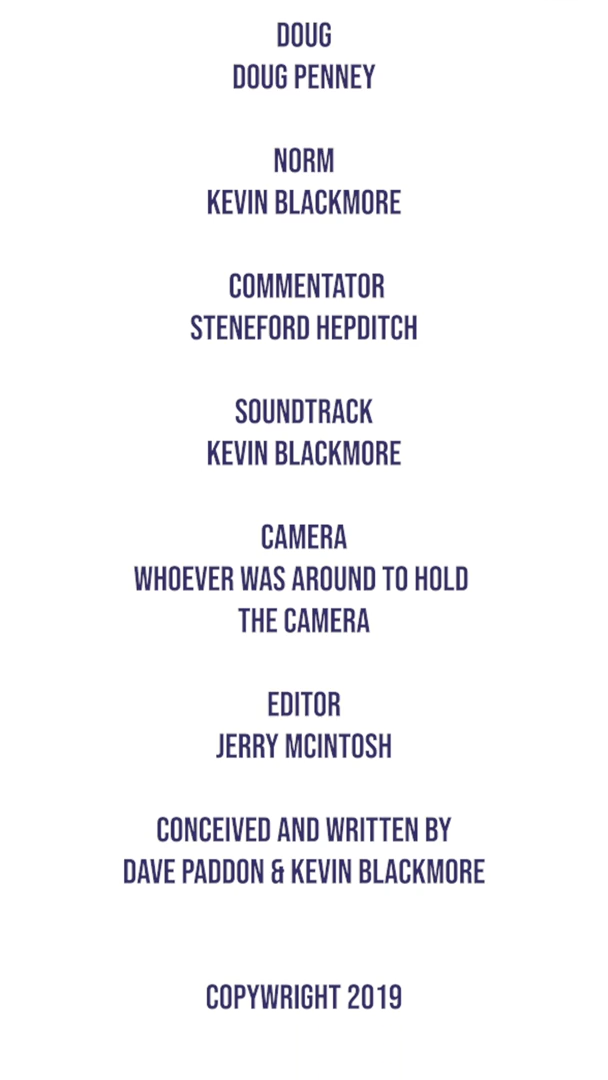 DOUG
DOUG PENNEY
NORM
KEVIN BLACKMORE
COMMENTATOR
STENEFORD HEPDITCH
SOUNDTRACK
KEVIN BLACKMORE
CAMERA
WHOEVER WAS AROUND TO HOLD
THE CAMERA
EDITOR
JERRY MCINTOSH
CONCEIVED AND WRITTEN BY
DAVE PADDON & KEVIN BLACKMORE
COPYWRIGHT 2019